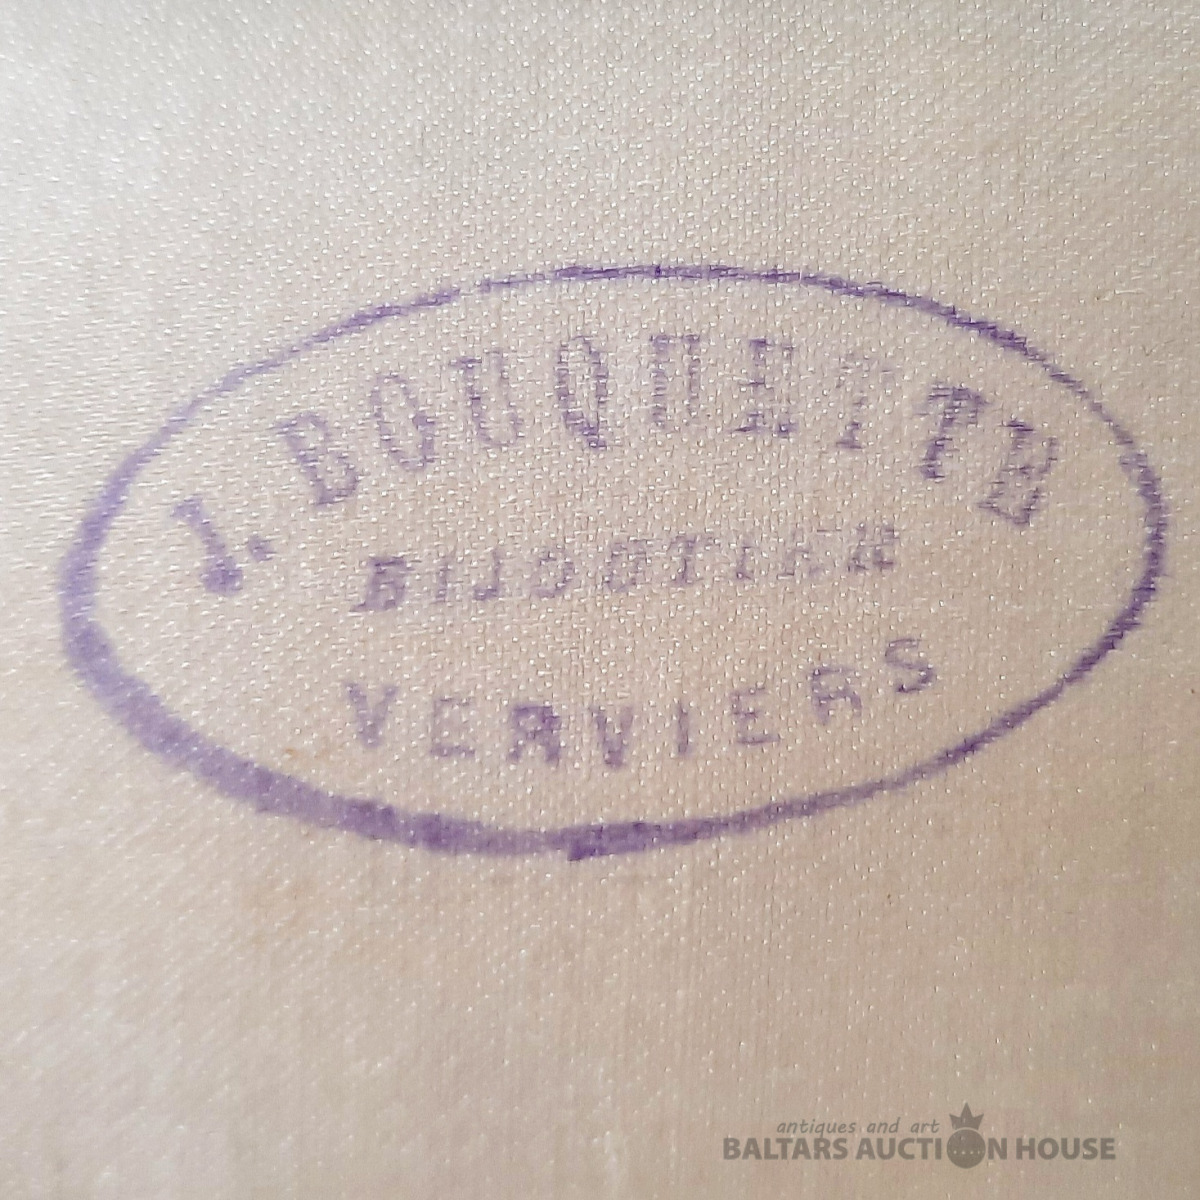 J. BOUQUETTE
BIJOUTIER
VERVIERS
antiques and art
BALTARS AUCTION HOUSE